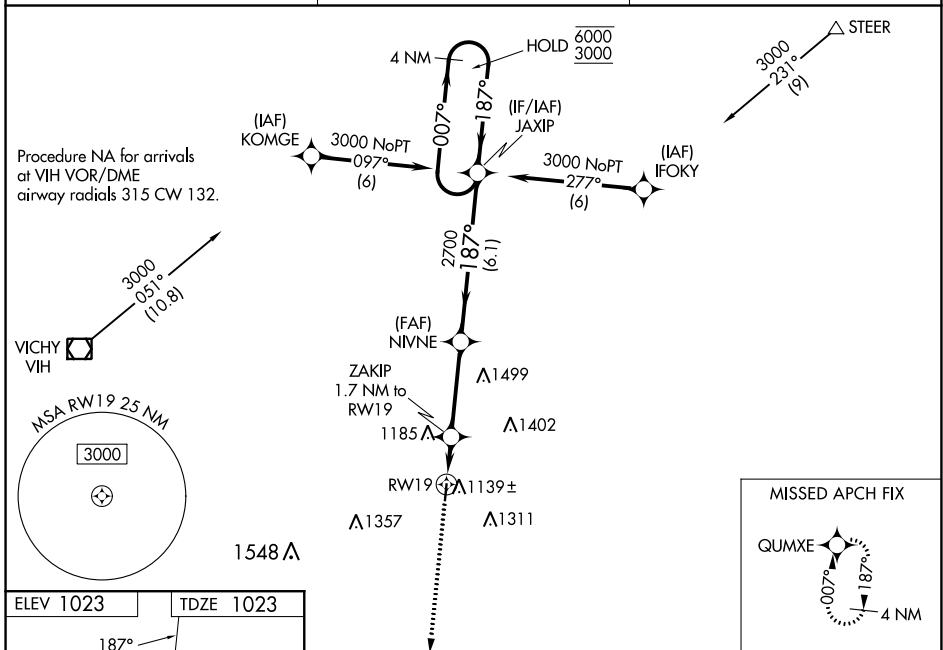 STEER
3000
231°
(9)
HOLD 6000
3000
4 NM
007°
187°
(IF/IAF)
JAXIP
(IAF)
KOMGE
3000 NoPT
097°
(6)
3000 NoPT
277°
(6)
(IAF)
IFOKY
Procedure NA for arrivals
at VIH VOR/DME
airway radials 315 CW 132.
3000
051°
(10.8)
VICHY
VIH
2700
187°
(6.1)
(FAF)
NIVNE
1499
ZAKIP
1.7 NM to
RW19
1185
1402
RW19
1139±
1357
1311
1548
MSA RW19 25 NM
3000
MISSED APCH FIX
QUMXE
007°
187°
4 NM
ELEV 1023
TDZE 1023
187°